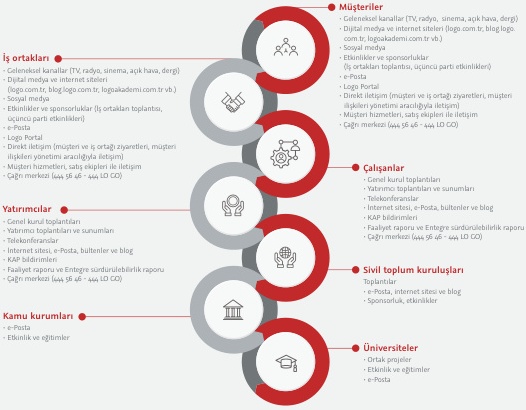 Müşteriler
• Geleneksel kanallar (TV, radyo, sinema, açık hava, dergi)
• Dijital medya ve internet siteleri (logo.com.tr, blog.logo.
com.tr, logoakademi.com.tr vb.)
• Sosyal medya
• Etkinlikler ve sponsorluklar
(İş ortakları toplantısı, üçüncü parti etkinlikleri)
• e-Posta
• Logo Portal
• Direkt iletişim (müşteri ve iş ortağı ziyaretleri, müşteri
ilişkileri yönetimi aracılığıyla iletişim)
• Müşteri hizmetleri, satış ekipleri ile iletişim
• Çağrı merkezi (444 56 46 - 444 LO GO)
İş ortakları
• Geleneksel kanallar (TV, radyo, sinema, açık hava, dergi)
• Dijital medya ve internet siteleri
(logo.com.tr, blog.logo.com.tr, logoakademi.com.tr vb.)
• Sosyal medya
• Etkinlikler ve sponsorluklar (İş ortakları toplantısı,
üçüncü parti etkinlikleri)
• e-Posta
• Logo Portal
• Direkt iletişim (müşteri ve iş ortağı ziyaretleri, müşteri
ilişkileri yönetimi aracılığıyla iletişim)
• Müşteri hizmetleri, satış ekipleri ile iletişim
• Çağrı merkezi (444 56 46 - 444 LO GO)
Çalışanlar
• Genel kurul toplantıları
• Yatırımcı toplantıları ve sunumları
• Telekonferanslar
• İnternet sitesi, e-Posta, bültenler ve blog
• KAP bildirimleri
• Faaliyet raporu ve Entegre sürdürülebilirlik raporu
• Çağrı merkezi (444 56 46 - 444 LO GO)
Yatırımcılar
• Genel kurul toplantıları
• Yatırımcı toplantıları ve sunumları
• Telekonferanslar
• İnternet sitesi, e-Posta, bültenler ve blog
• KAP bildirimleri
• Faaliyet raporu ve Entegre sürdürülebilirlik raporu
• Çağrı merkezi (444 56 46 - 444 LO GO)
Sivil toplum kuruluşları
Toplantılar
• e-Posta, internet sitesi ve blog
• Sponsorluk, etkinlikler
Kamu kurumları
• e-Posta
• Etkinlik ve eğitimler
Üniversiteler
• Ortak projeler
• Etkinlik ve eğitimler
• e-Posta